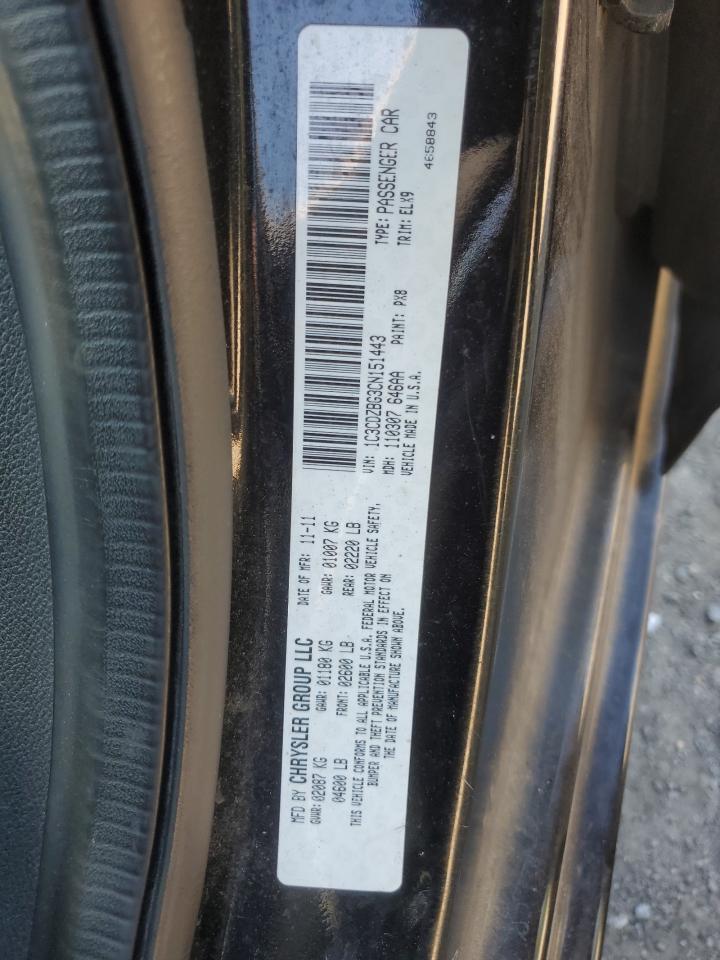 MFD BY CHRYSLER GROUP LLC DATE OF MFR: 11-11
GVWR: 02087 KG GAWR: 01180 KG GAWR: 01007 KG
04600 LB FRONT: 02600 LB REAR: 02220 LB
THIS VEHICLE CONFORMS TO ALL APPLICABLE U.S.A. FEDERAL MOTOR VEHICLE SAFETY,
BUMPER AND THEFT PREVENTION STANDARDS IN EFFECT ON
THE DATE OF MANUFACTURE SHOWN ABOVE.
VIN: 1C3CDZBG3CN151443 TYPE: PASSENGER CAR
MDH: 110307 646AA PAINT: PX8 TRIM: ELX9
VEHICLE MADE IN U.S.A.
4658843